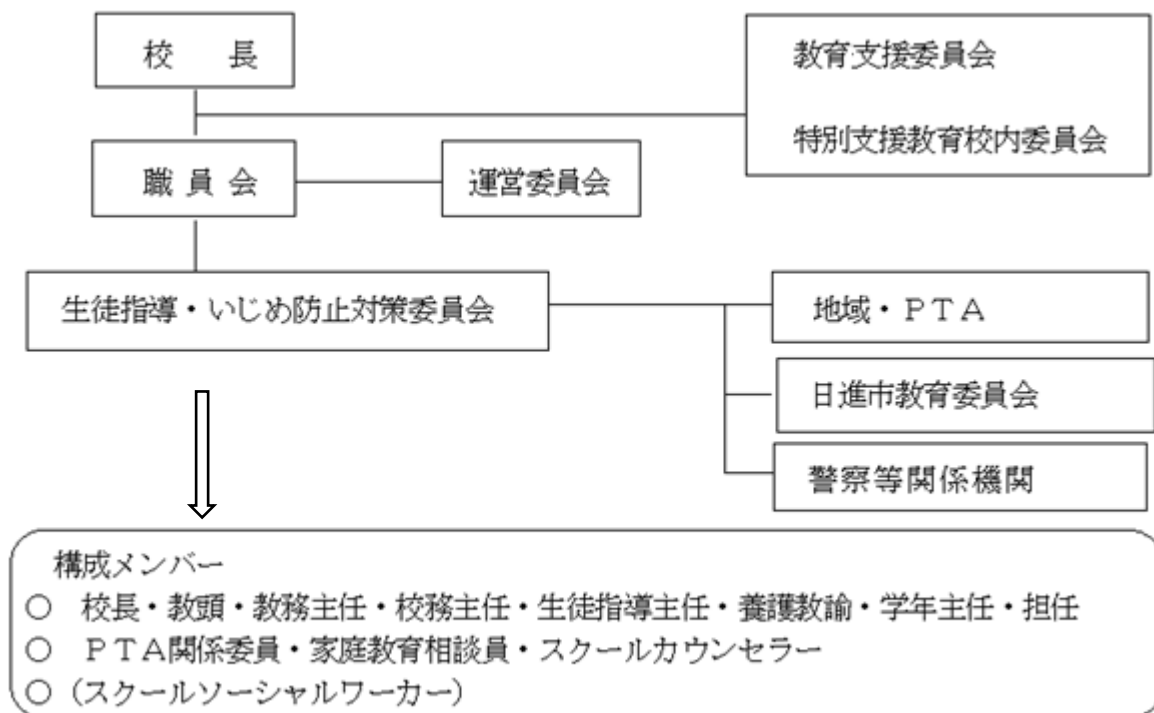 校　　長
教育支援委員会
特別支援教育校内委員会
職 員 会
運営委員会
生徒指導・いじめ防止対策委員会
地域・ＰＴＡ
日進市教育委員会
警察等関係機関
構成メンバー
○　校長・教頭・教務主任・校務主任・生徒指導主任・養護教諭・学年主任・担任
○　ＰＴＡ関係委員・家庭教育相談員・スクールカウンセラー
○（スクールソーシャルワーカー）